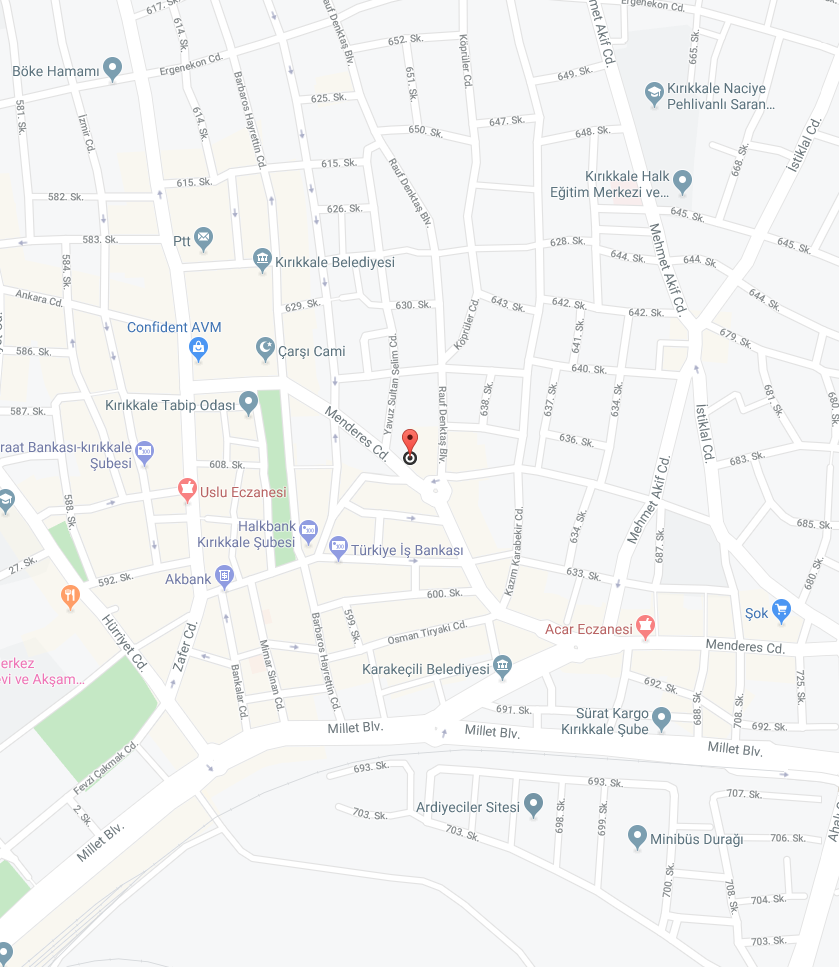 617. Sk.
Ergenekon Cd.
614. Sk.
Rauf Denktaş Blv.
652. Sk.
Köprüler Cd.
Mehmet Akif Cd.
665. Sk.
Böke Hamamı
Ergenekon Cd.
651. Sk.
649. Sk.
Barbaros Hayrettin Cd.
Kırıkkale Naciye
Pehlivanlı Saran...
581. Sk.
İzmir Cd.
614. Sk.
625. Sk.
650. Sk.
647. Sk.
648. Sk.
668. Sk.
İstiklal Cd.
615. Sk.
615. Sk.
Rauf Denktaş Blv.
Kırıkkale Halk
Eğitim Merkezi ve...
582. Sk.
626. Sk.
645. Sk.
583. Sk.
Ptt
628. Sk.
645. Sk.
584. Sk.
Kırıkkale Belediyesi
644. Sk.
644. Sk.
Mehmet Akif Cd.
Ankara Cd.
629. Sk.
630. Sk.
643. Sk.
642. Sk.
642. Sk.
644. Sk.
Confident AVM
Köprüler Cd.
641. Sk.
679. Sk.
586. Sk.
Çarşı Cami
Yavuz Sultan Selim Cd.
640. Sk.
Rauf Denktaş Blv.
638. Sk.
637. Sk.
634. Sk.
681. Sk.
680. Sk.
587. Sk.
Kırıkkale Tabip Odası
Menderes Cd.
İstiklal Cd.
raat Bankası-kırıkkale
Şubesi
636. Sk.
608. Sk.
683. Sk.
588. Sk.
Uslu Eczanesi
Mehmet Akif Cd.
Halkbank
Kırıkkale Şubesi
Kazım Karabekir Cd.
634. Sk.
685. Sk.
687. Sk.
Türkiye İş Bankası
27. Sk.
592. Sk.
Akbank
633. Sk.
680. Sk.
600. Sk.
Hürriyet Cd.
Zafer Cd.
Barbaros Hayrettin Cd.
599. Sk.
Osman Tiryaki Cd.
Acar Eczanesi
Şok
Mimar Sinan Cd.
Menderes Cd.
erkez
evi ve Akşam...
Bankalar Cd.
Karakeçili Belediyesi
692. Sk.
725. Sk.
691. Sk.
688. Sk.
708. Sk.
Sürat Kargo
Kırıkkale Şube
692. Sk.
Millet Blv.
Millet Blv.
Millet Blv.
Fevzi Çakmak Cd.
693. Sk.
693. Sk.
707. Sk.
2. Sk.
703. Sk.
Ardiyeciler Sitesi
698. Sk.
699. Sk.
Millet Blv.
703. Sk.
Minibüs Durağı
706. Sk.
700. Sk.
708. Sk.
704. Sk.
703. Sk.